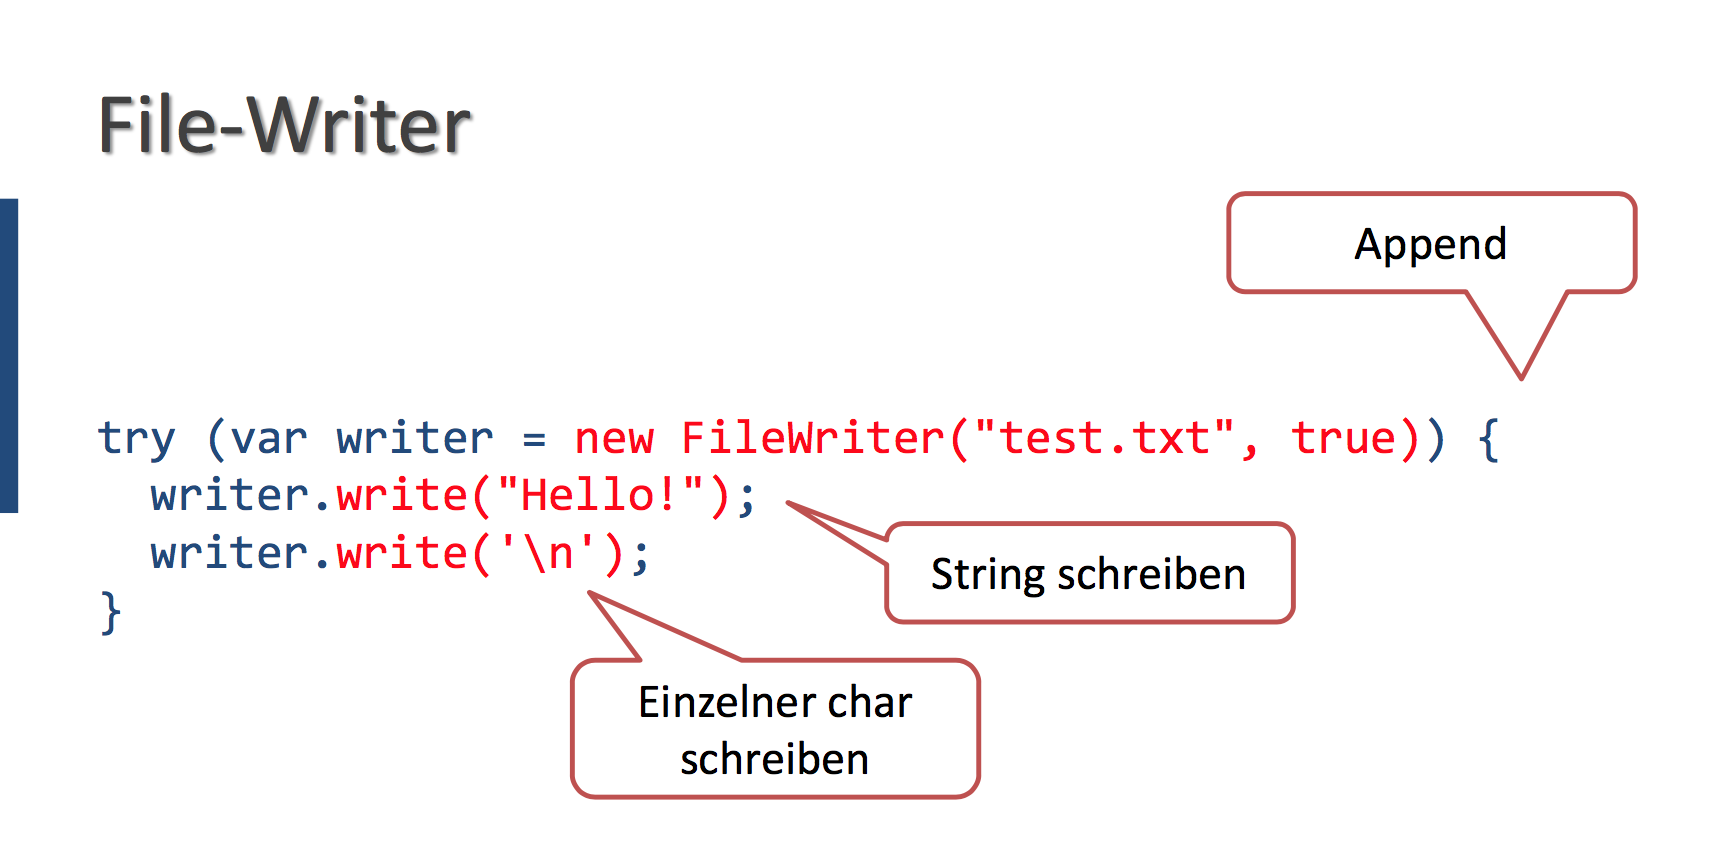 File-Writer
Append
try (var writer = new FileWriter("test.txt", true)) {
  writer.write("Hello!");
  writer.write('\n');
}
String schreiben
Einzelner char
schreiben